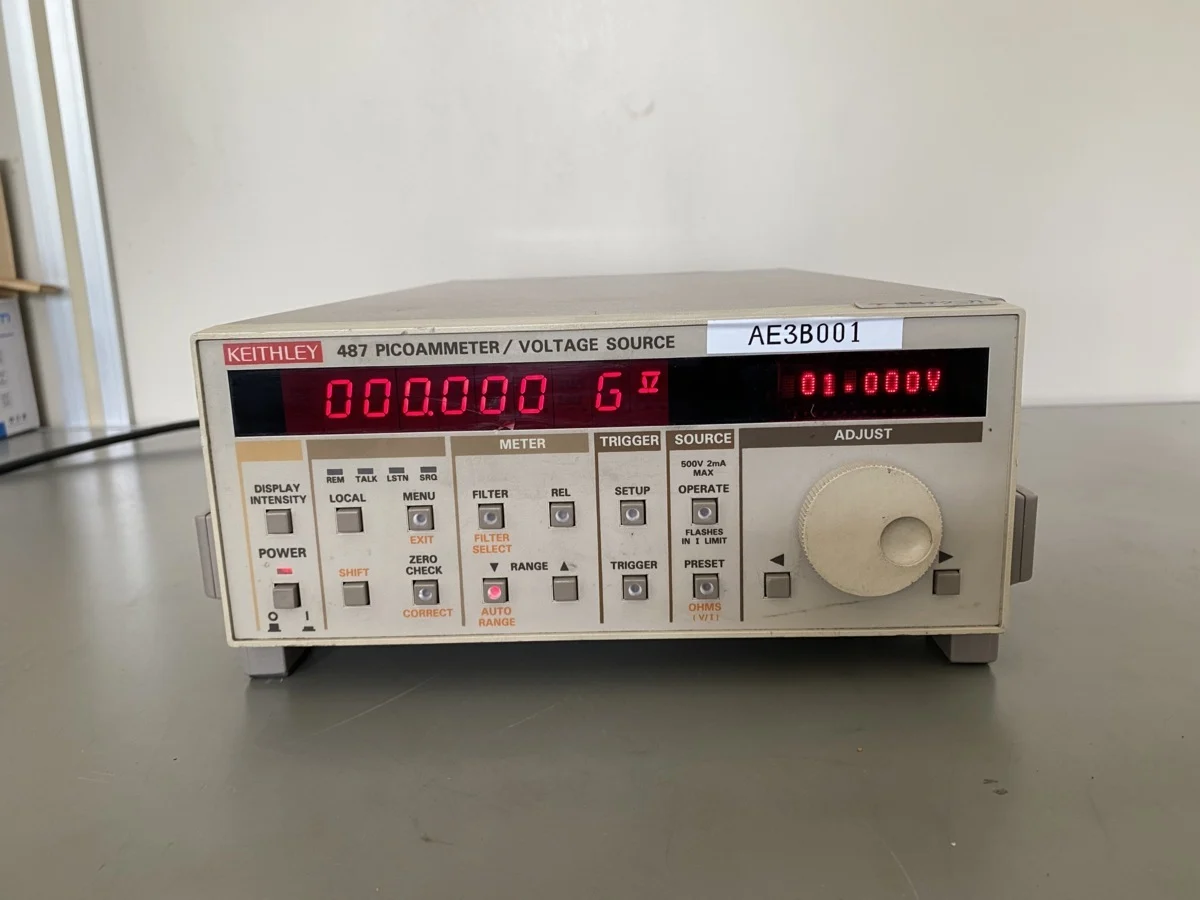 KEITHLEY 487 PICOAMMETER / VOLTAGE SOURCE
AE3B001
000.000 G
01.000V
METER
TRIGGER
SOURCE
ADJUST
500V 2mA
MAX
REM TALK LSTN SRQ
DISPLAY
INTENSITY
LOCAL
MENU
EXIT
FILTER
FILTER
SELECT
REL
SETUP
OPERATE
FLASHES
IN I LIMIT
POWER
O I
SHIFT
ZERO
CHECK
CORRECT
▼ RANGE ▲
AUTO
RANGE
TRIGGER
PRESET
OHMS
(V/I)
◀ ▶